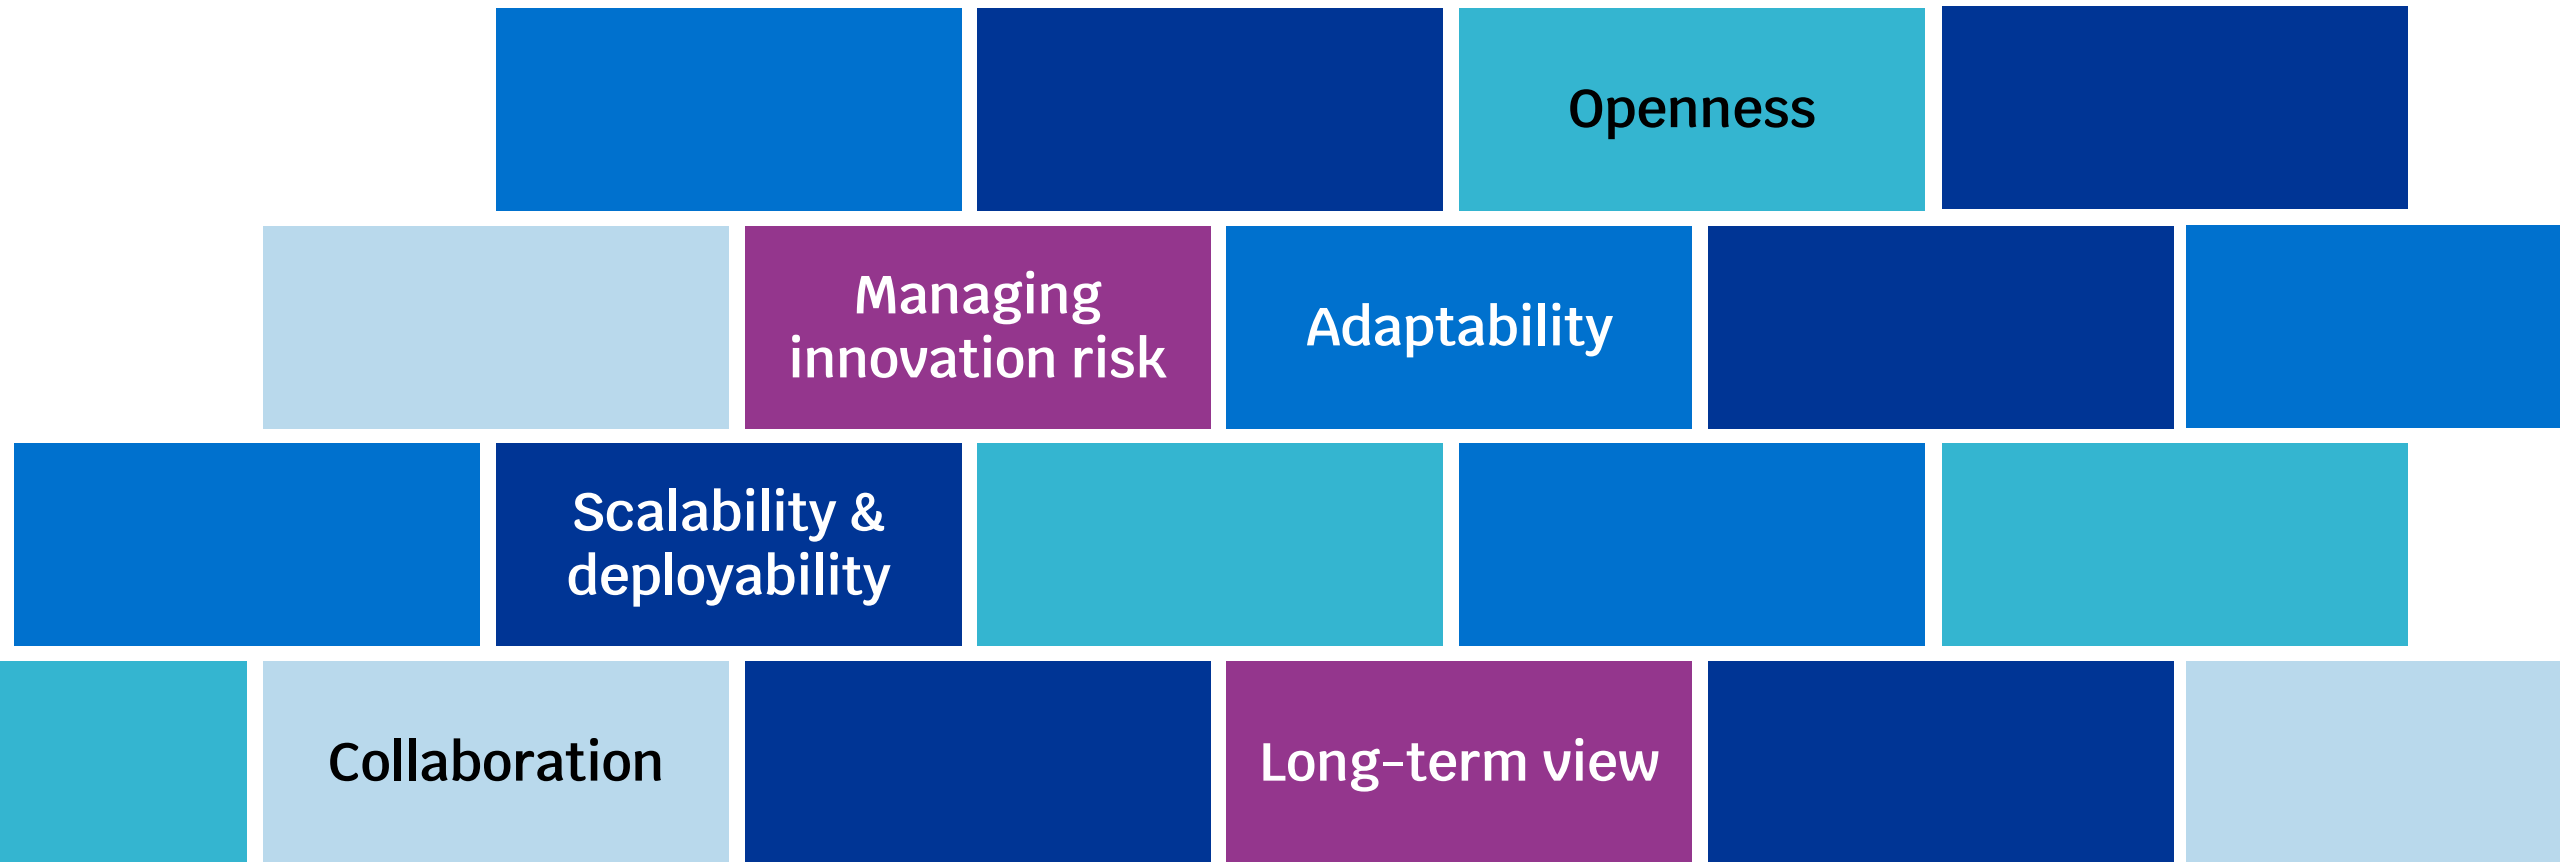 Openness
Managing
innovation risk
Adaptability
Scalability &
deployability
Collaboration
Long-term view